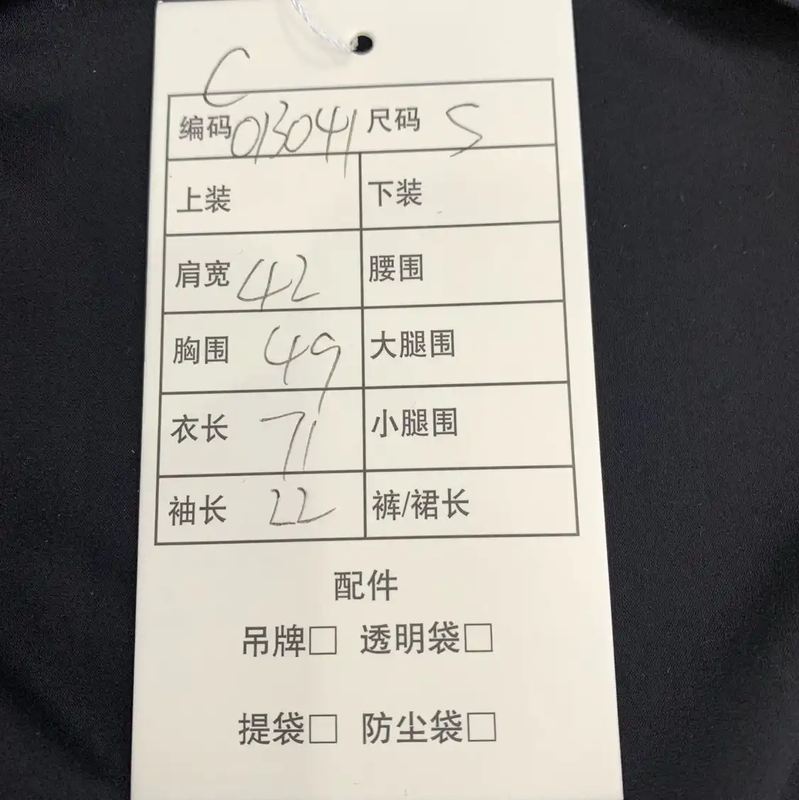 C
编码 013041 尺码 S
上装 下装
肩宽 42 腰围
胸围 49 大腿围
衣长 71 小腿围
袖长 22 裤/裙长
配件
吊牌□ 透明袋□
提袋□ 防尘袋□